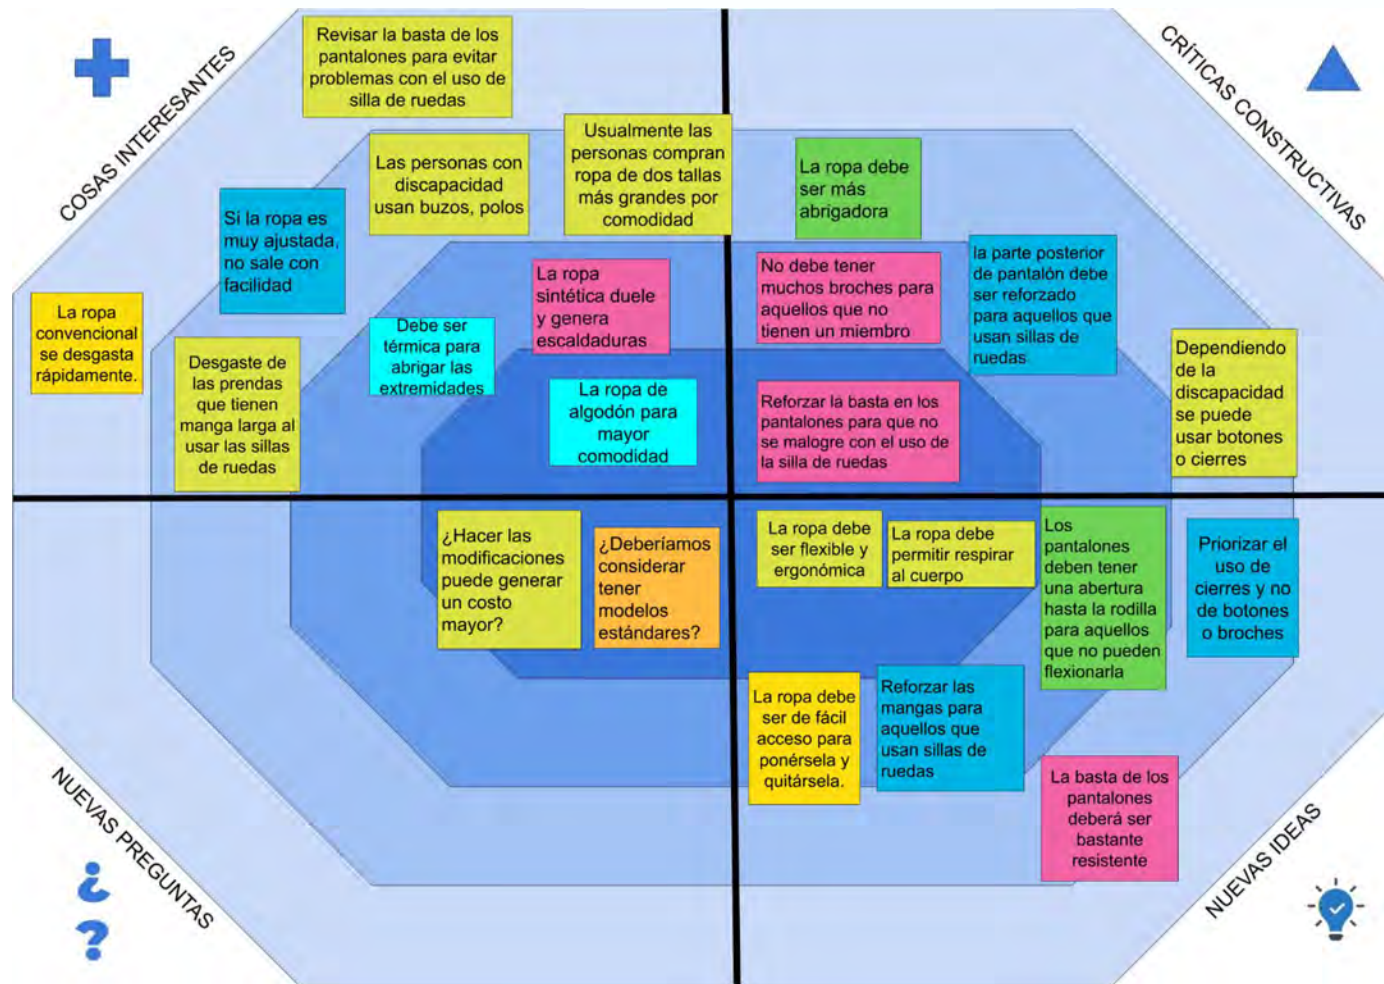 COSAS INTERESANTES
Revisar la basta de los
pantalones para evitar
problemas con el uso de
silla de ruedas
Las personas con
discapacidad
usan buzos, polos
Usualmente las
personas compran
ropa de dos tallas
más grandes por
comodidad
Si la ropa es
muy ajustada,
no sale con
facilidad
La ropa
sintética duele
y genera
escaldaduras
La ropa
convencional
se desgasta
rápidamente.
Desgaste de
las prendas
que tienen
manga larga al
usar las sillas
de ruedas
Debe ser
térmica para
abrigar las
extremidades
La ropa de
algodón para
mayor
comodidad
CRÍTICAS CONSTRUCTIVAS
La ropa debe
ser más
abrigadora
No debe tener
muchos broches para
aquellos que no
tienen un miembro
la parte posterior
de pantalón debe
ser reforzado
para aquellos que
usan sillas de
ruedas
Dependiendo
de la
discapacidad
se puede
usar botones
o cierres
Reforzar la basta en los
pantalones para que no
se malogre con el uso de
la silla de ruedas
NUEVAS PREGUNTAS
¿
?
¿Hacer las
modificaciones
puede generar
un costo
mayor?
¿Deberíamos
considerar
tener
modelos
estándares?
NUEVAS IDEAS
La ropa debe
ser flexible y
ergonómica
La ropa debe
permitir respirar
al cuerpo
Los
pantalones
deben tener
una abertura
hasta la rodilla
para aquellos
que no pueden
flexionarla
Priorizar el
uso de
cierres y no
de botones
o broches
La ropa debe
ser de fácil
acceso para
ponérsela y
quitársela.
Reforzar las
mangas para
aquellos que
usan sillas de
ruedas
La basta de los
pantalones
deberá ser
bastante
resistente